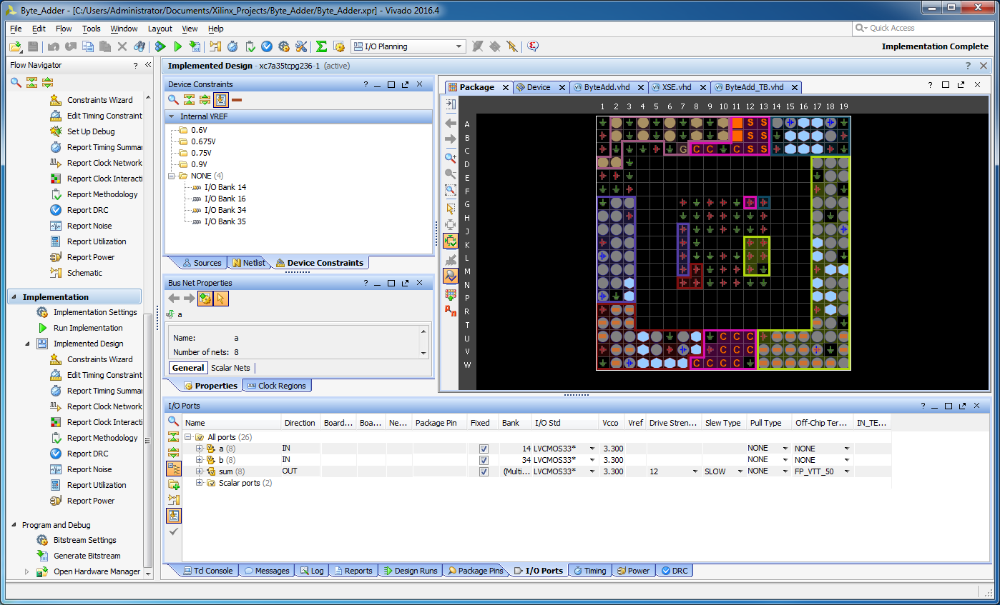 Byte_Adder - [C:/Users/Administrator/Documents/Xilinx_Projects/Byte_Adder/Byte_Adder.xpr] - Vivado 2016.4
File Edit Flow Tools Window Layout View Help
Quick Access
I/O Planning
Implementation Complete
Flow Navigator
Constraints Wizard
Edit Timing Constraint
Set Up Debug
Report Timing Summar
Report Clock Network
Report Clock Interacti
Report Methodology
Report DRC
Report Noise
Report Utilization
Report Power
Schematic
Implementation
Implementation Settings
Run Implementation
Implemented Design
Constraints Wizard
Edit Timing Constraint
Report Timing Summar
Report Clock Network
Report Clock Interacti
Report Methodology
Report DRC
Report Noise
Report Utilization
Report Power
Program and Debug
Bitstream Settings
Generate Bitstream
Open Hardware Manager
Implemented Design - xc7a35tcpg236-1 (active)
Device Constraints
Internal VREF
0.6V
0.675V
0.75V
0.9V
NONE (4)
I/O Bank 14
I/O Bank 16
I/O Bank 34
I/O Bank 35
Sources Netlist Device Constraints
Bus Net Properties
a
Name: a
Number of nets: 8
General Scalar Nets
Properties Clock Regions
Package Device ByteAdd.vhd XSE.vhd ByteAdd_TB.vhd
1 2 3 4 5 6 7 8 9 10 11 12 13 14 15 16 17 18 19
A S S
B S S
C G C C C S S
D
E
F
G
H
J
K
L
M
N
P
R
T
U C C C
V C C C
W C C C C
I/O Ports
Name Direction Board... Boa... Ne... Package Pin Fixed Bank I/O Std Vcco Vref Drive Stren... Slew Type Pull Type Off-Chip Ter... IN_TE...
All ports (26)
a (8) IN 14 LVCMOS33* 3.300 NONE NONE
b (8) IN 34 LVCMOS33* 3.300 NONE NONE
sum (8) OUT (Multi... LVCMOS33* 3.300 12 SLOW NONE FP_VTT_50
Scalar ports (2)
Tcl Console Messages Log Reports Design Runs Package Pins I/O Ports Timing Power DRC